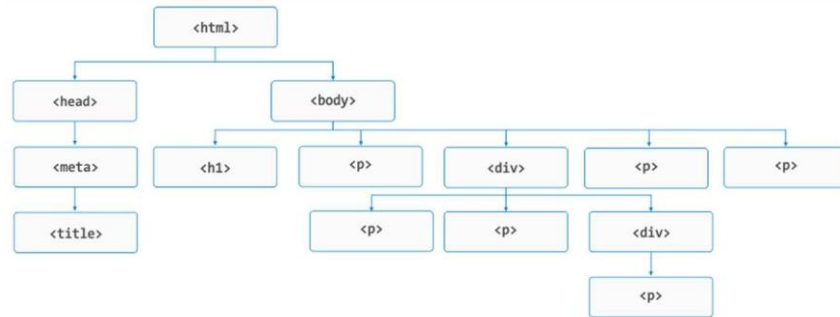 <html>
<head> <body>
<meta> <h1> <p> <div> <p> <p>
<title> <p> <p> <div>
<p>